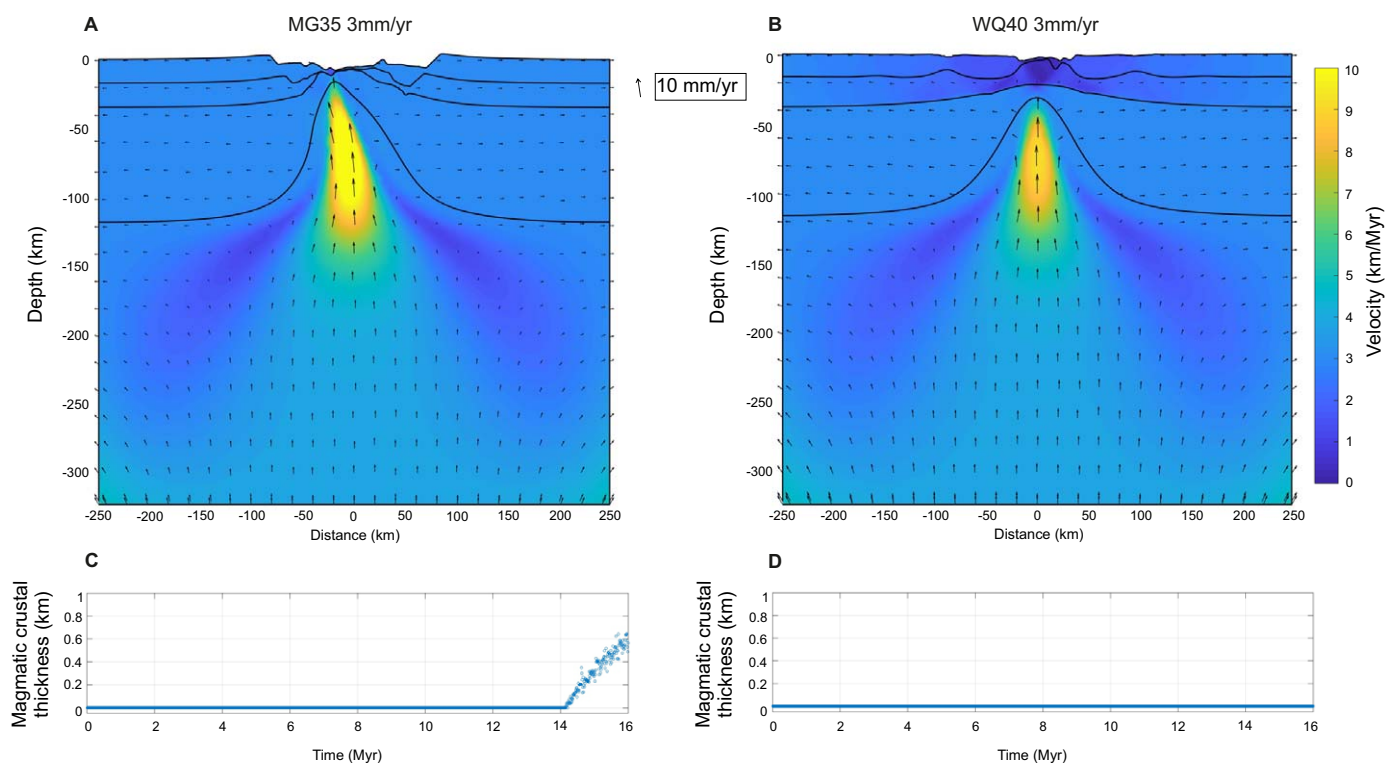 A
MG35 3mm/yr
B
WQ40 3mm/yr
10 mm/yr
0
-50
-100
-150
-200
-250
-300
Depth (km)
-250 -200 -150 -100 -50 0 50 100 150 200 250
Distance (km)
0
-50
-100
-150
-200
-250
-300
Depth (km)
-250 -200 -150 -100 -50 0 50 100 150 200 250
Distance (km)
10
9
8
7
6
5
4
3
2
1
0
Velocity (km/Myr)
C
Magmatic crustal
thickness (km)
1
0.8
0.6
0.4
0.2
0
0 2 4 6 8 10 12 14 16
Time (Myr)
D
Magmatic crustal
thickness (km)
1
0.8
0.6
0.4
0.2
0
0 2 4 6 8 10 12 14 16
Time (Myr)